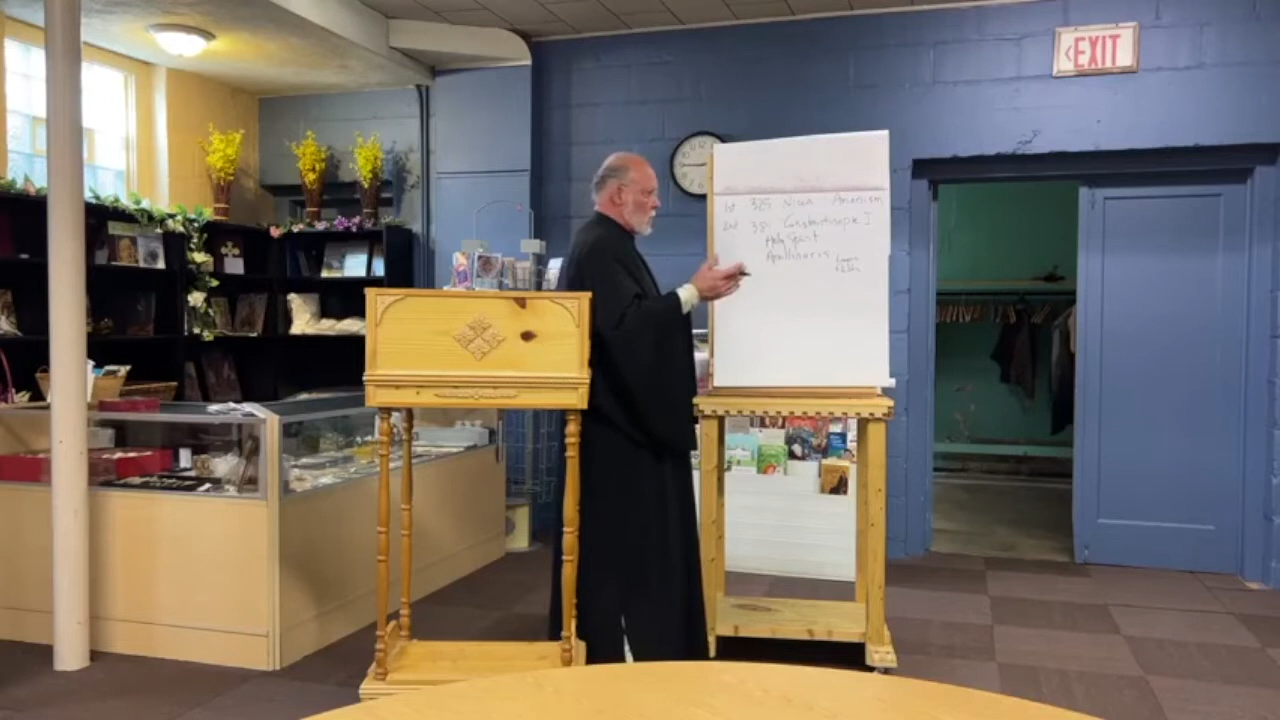 EXIT
1st 325 Nicea Arianism
2nd 381 Constantinople I
Holy Spirit
Apollinaris